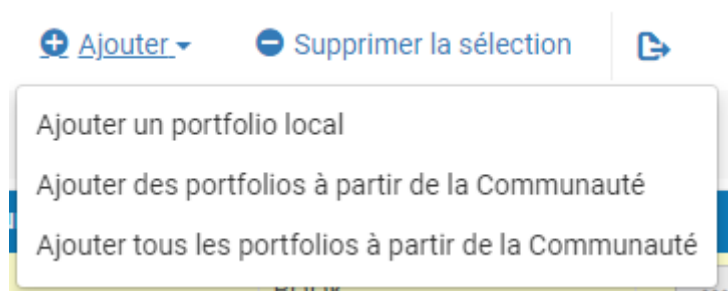 Ajouter
Supprimer la sélection
Ajouter un portfolio local
Ajouter des portfolios à partir de la Communauté
Ajouter tous les portfolios à partir de la Communauté